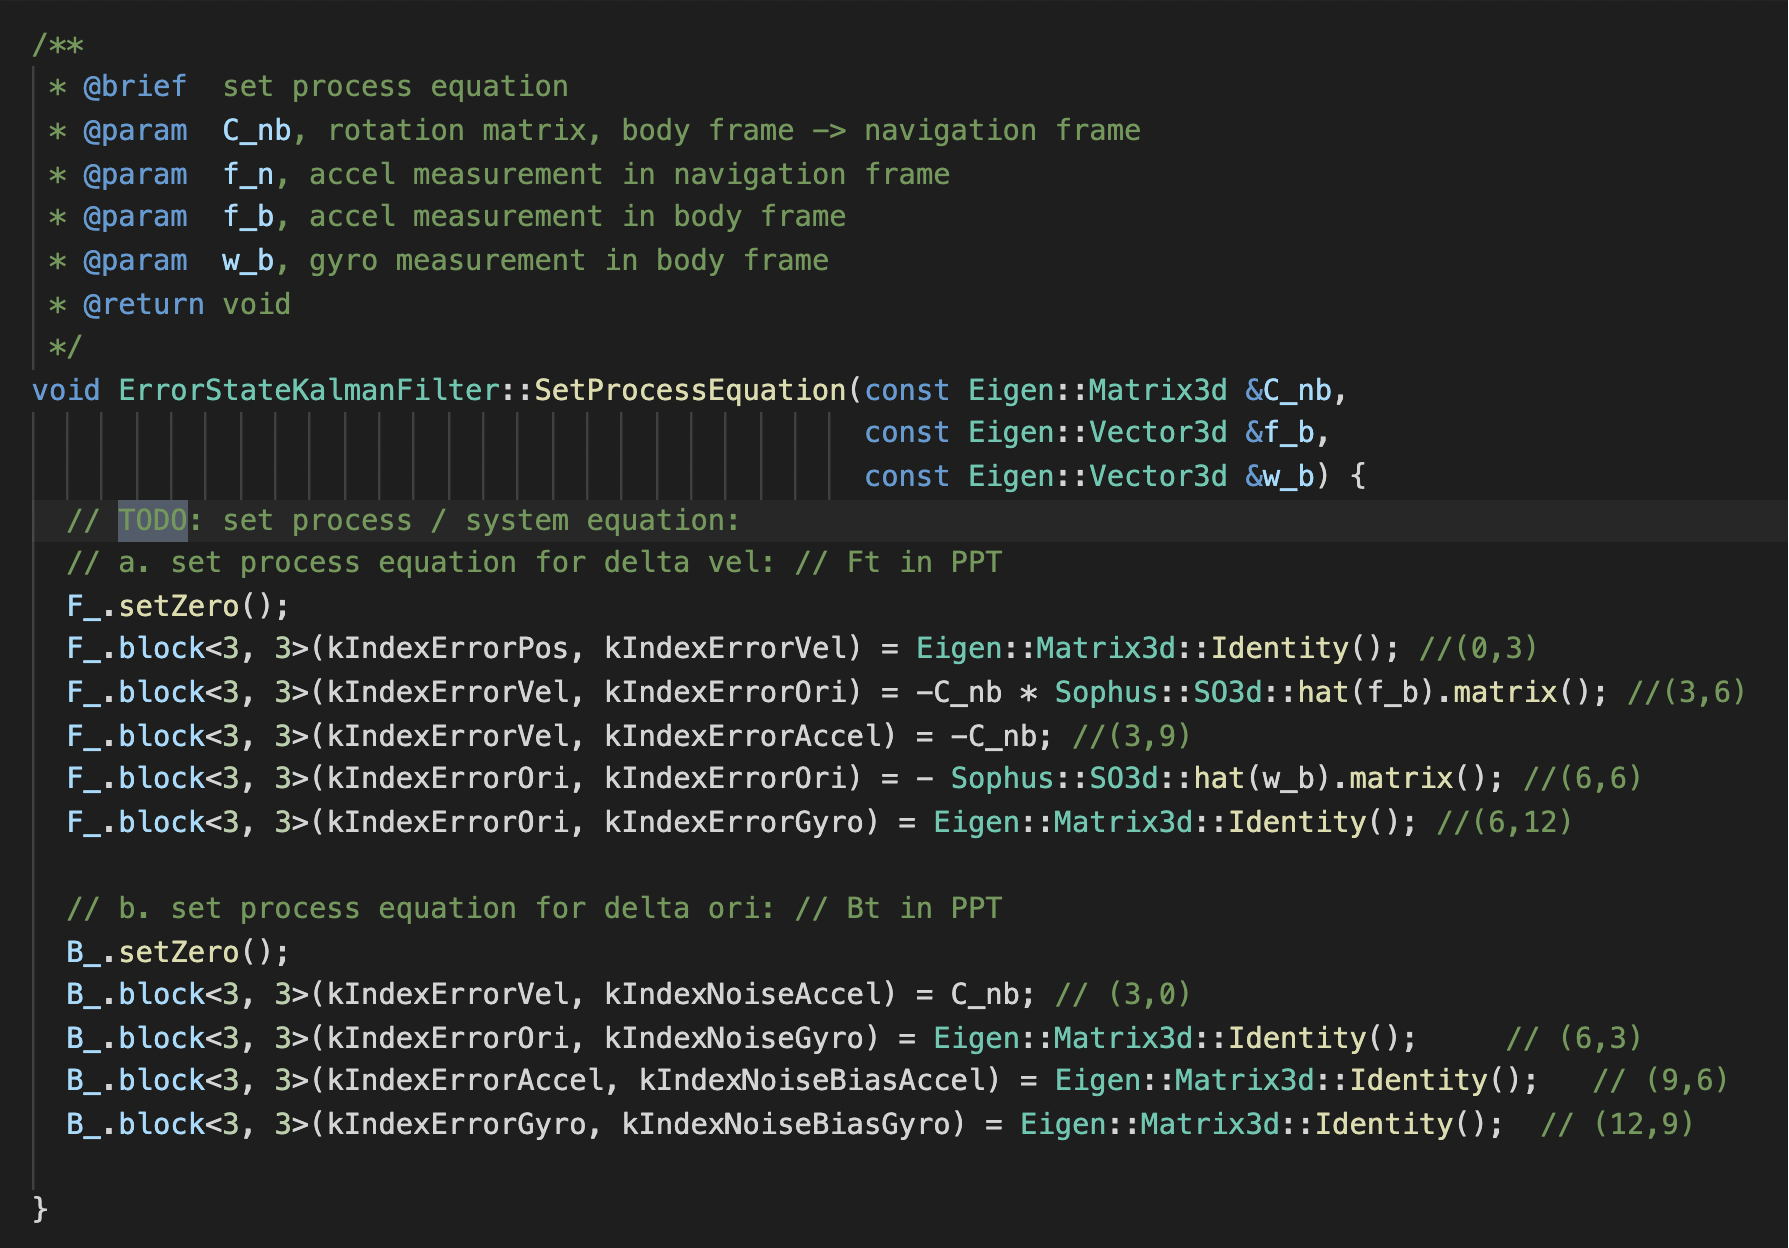 /**
* @brief  set process equation
* @param  C_nb, rotation matrix, body frame -> navigation frame
* @param  f_n, accel measurement in navigation frame
* @param  f_b, accel measurement in body frame
* @param  w_b, gyro measurement in body frame
* @return void
*/
void ErrorStateKalmanFilter::SetProcessEquation(const Eigen::Matrix3d &C_nb,
const Eigen::Vector3d &f_b,
const Eigen::Vector3d &w_b) {
// TODO: set process / system equation:
// a. set process equation for delta vel: // Ft in PPT
F_.setZero();
F_.block<3, 3>(kIndexErrorPos, kIndexErrorVel) = Eigen::Matrix3d::Identity(); //(0,3)
F_.block<3, 3>(kIndexErrorVel, kIndexErrorOri) = -C_nb * Sophus::SO3d::hat(f_b).matrix(); //(3,6)
F_.block<3, 3>(kIndexErrorVel, kIndexErrorAccel) = -C_nb; //(3,9)
F_.block<3, 3>(kIndexErrorOri, kIndexErrorOri) = - Sophus::SO3d::hat(w_b).matrix(); //(6,6)
F_.block<3, 3>(kIndexErrorOri, kIndexErrorGyro) = Eigen::Matrix3d::Identity(); //(6,12)
// b. set process equation for delta ori: // Bt in PPT
B_.setZero();
B_.block<3, 3>(kIndexErrorVel, kIndexNoiseAccel) = C_nb; // (3,0)
B_.block<3, 3>(kIndexErrorOri, kIndexNoiseGyro) = Eigen::Matrix3d::Identity();     // (6,3)
B_.block<3, 3>(kIndexErrorAccel, kIndexNoiseBiasAccel) = Eigen::Matrix3d::Identity();   // (9,6)
B_.block<3, 3>(kIndexErrorGyro, kIndexNoiseBiasGyro) = Eigen::Matrix3d::Identity();  // (12,9)
}